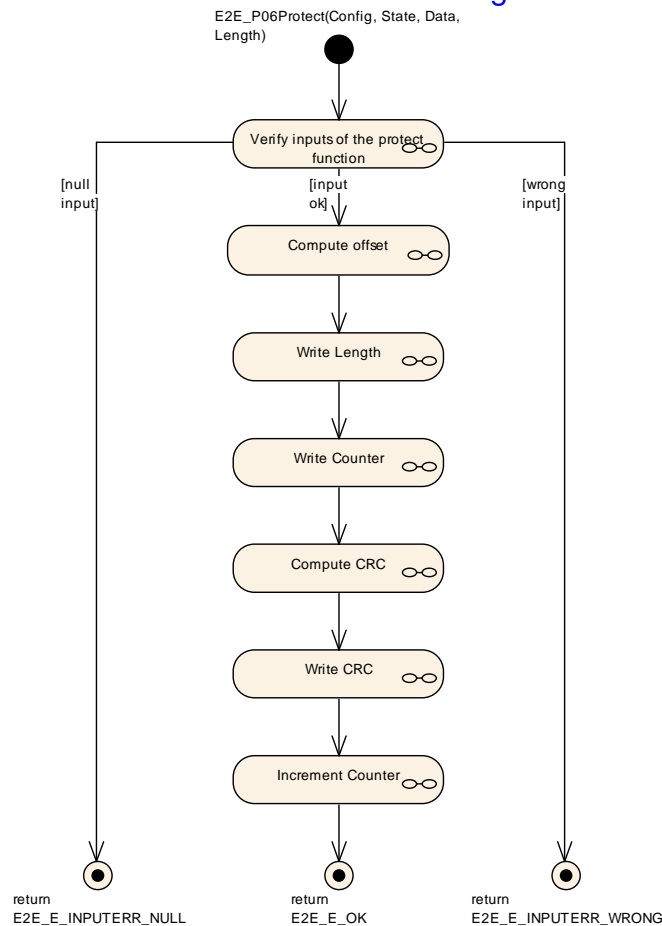 E2E_P06Protect(Config, State, Data,
Length)
Verify inputs of the protect
function
[null
input]
[input
ok]
[wrong
input]
Compute offset
Write Length
Write Counter
Compute CRC
Write CRC
Increment Counter
return
E2E_E_INPUTERR_NULL
return
E2E_E_OK
return
E2E_E_INPUTERR_WRONG